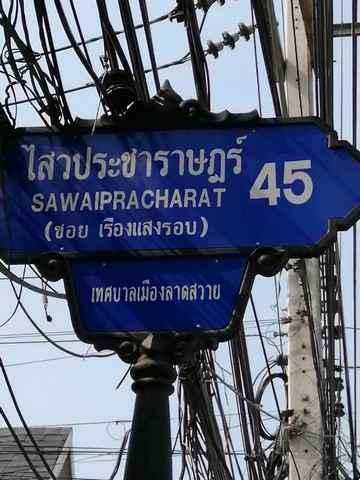 ไสวประชาราษฎร์ 45
SAWAIPRACHARAT
(ซอย เรืองแสงรอบ)
เทศบาลเมืองลาดสวาย